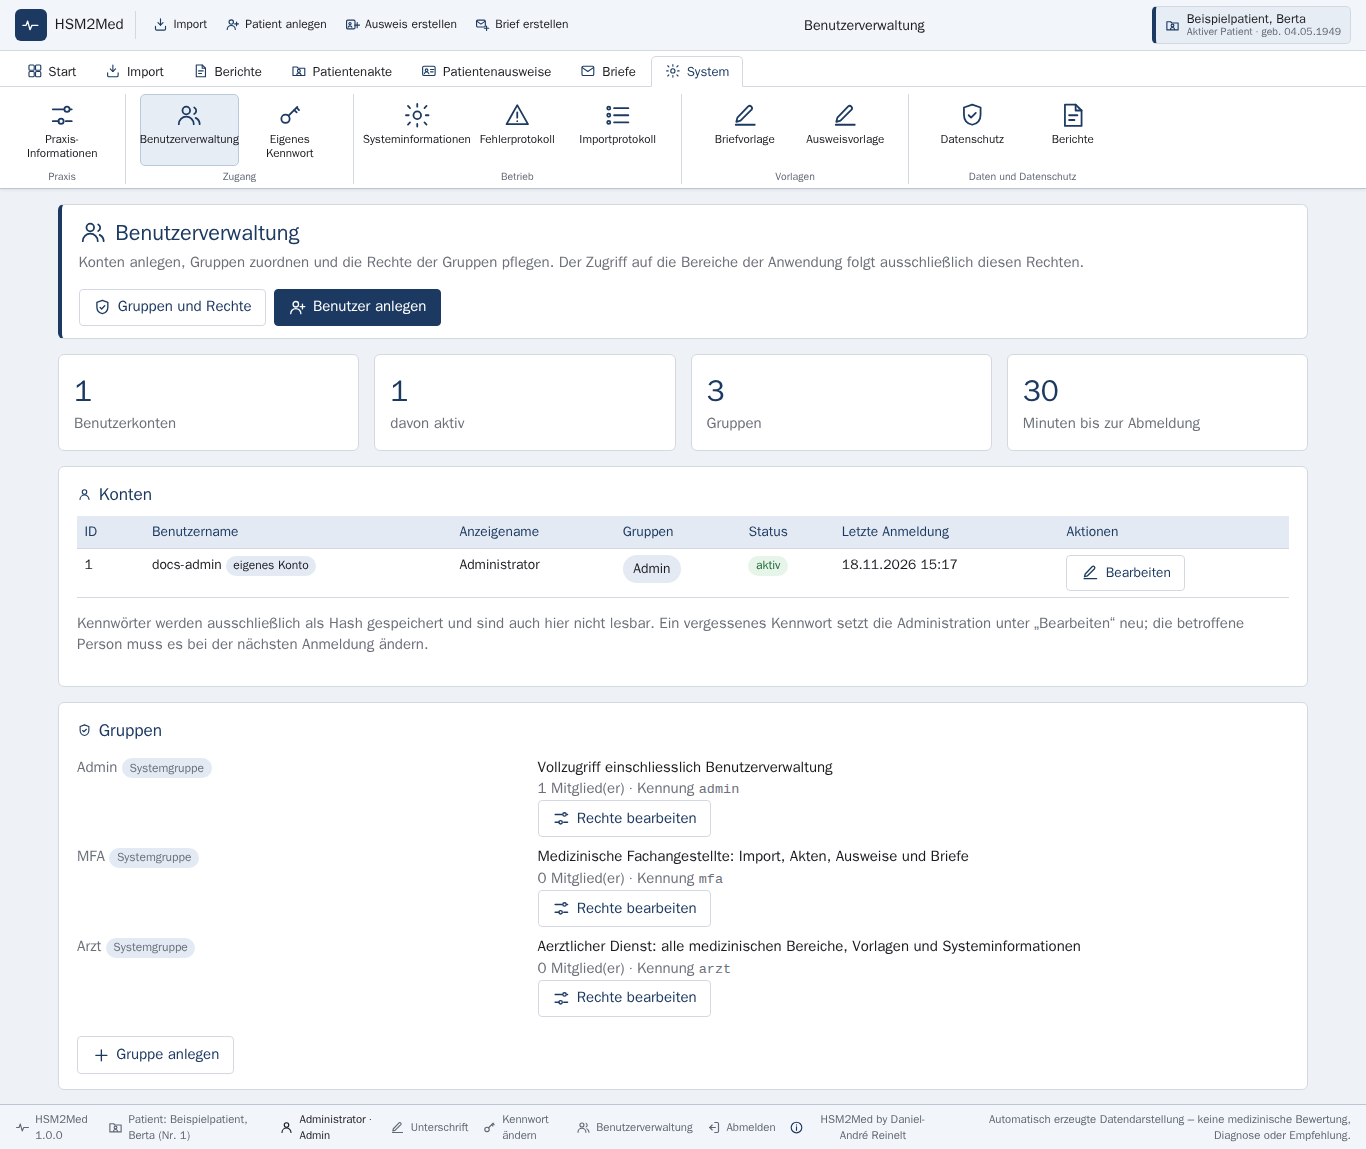 HSM2Med
Import
Patient anlegen
Ausweis erstellen
Brief erstellen
Benutzerverwaltung
Beispielpatient, Berta
Aktiver Patient · geb. 04.05.1949
Start
Import
Berichte
Patientenakte
Patientenausweise
Briefe
System
Praxis-
Informationen
Benutzerverwaltung
Eigenes
Kennwort
Systeminformationen
Fehlerprotokoll
Importprotokoll
Briefvorlage
Ausweisvorlage
Datenschutz
Berichte
Praxis
Zugang
Betrieb
Vorlagen
Daten und Datenschutz
Benutzerverwaltung
Konten anlegen, Gruppen zuordnen und die Rechte der Gruppen pflegen. Der Zugriff auf die Bereiche der Anwendung folgt ausschließlich diesen Rechten.
Gruppen und Rechte
Benutzer anlegen
1
Benutzerkonten
1
davon aktiv
3
Gruppen
30
Minuten bis zur Abmeldung
Konten
ID Benutzername Anzeigename Gruppen Status Letzte Anmeldung Aktionen
1 docs-admin eigenes Konto Administrator Admin aktiv 18.11.2026 15:17 Bearbeiten
Kennwörter werden ausschließlich als Hash gespeichert und sind auch hier nicht lesbar. Ein vergessenes Kennwort setzt die Administration unter „Bearbeiten“ neu; die betroffene
Person muss es bei der nächsten Anmeldung ändern.
Gruppen
Admin Systemgruppe
Vollzugriff einschliesslich Benutzerverwaltung
1 Mitglied(er) · Kennung admin
Rechte bearbeiten
MFA Systemgruppe
Medizinische Fachangestellte: Import, Akten, Ausweise und Briefe
0 Mitglied(er) · Kennung mfa
Rechte bearbeiten
Arzt Systemgruppe
Aerztlicher Dienst: alle medizinischen Bereiche, Vorlagen und Systeminformationen
0 Mitglied(er) · Kennung arzt
Rechte bearbeiten
Gruppe anlegen
HSM2Med
1.0.0
Patient: Beispielpatient,
Berta (Nr. 1)
Administrator ·
Admin
Unterschrift
Kennwort
ändern
Benutzerverwaltung
Abmelden
HSM2Med by Daniel-
André Reinelt
Automatisch erzeugte Datendarstellung — keine medizinische Bewertung,
Diagnose oder Empfehlung.